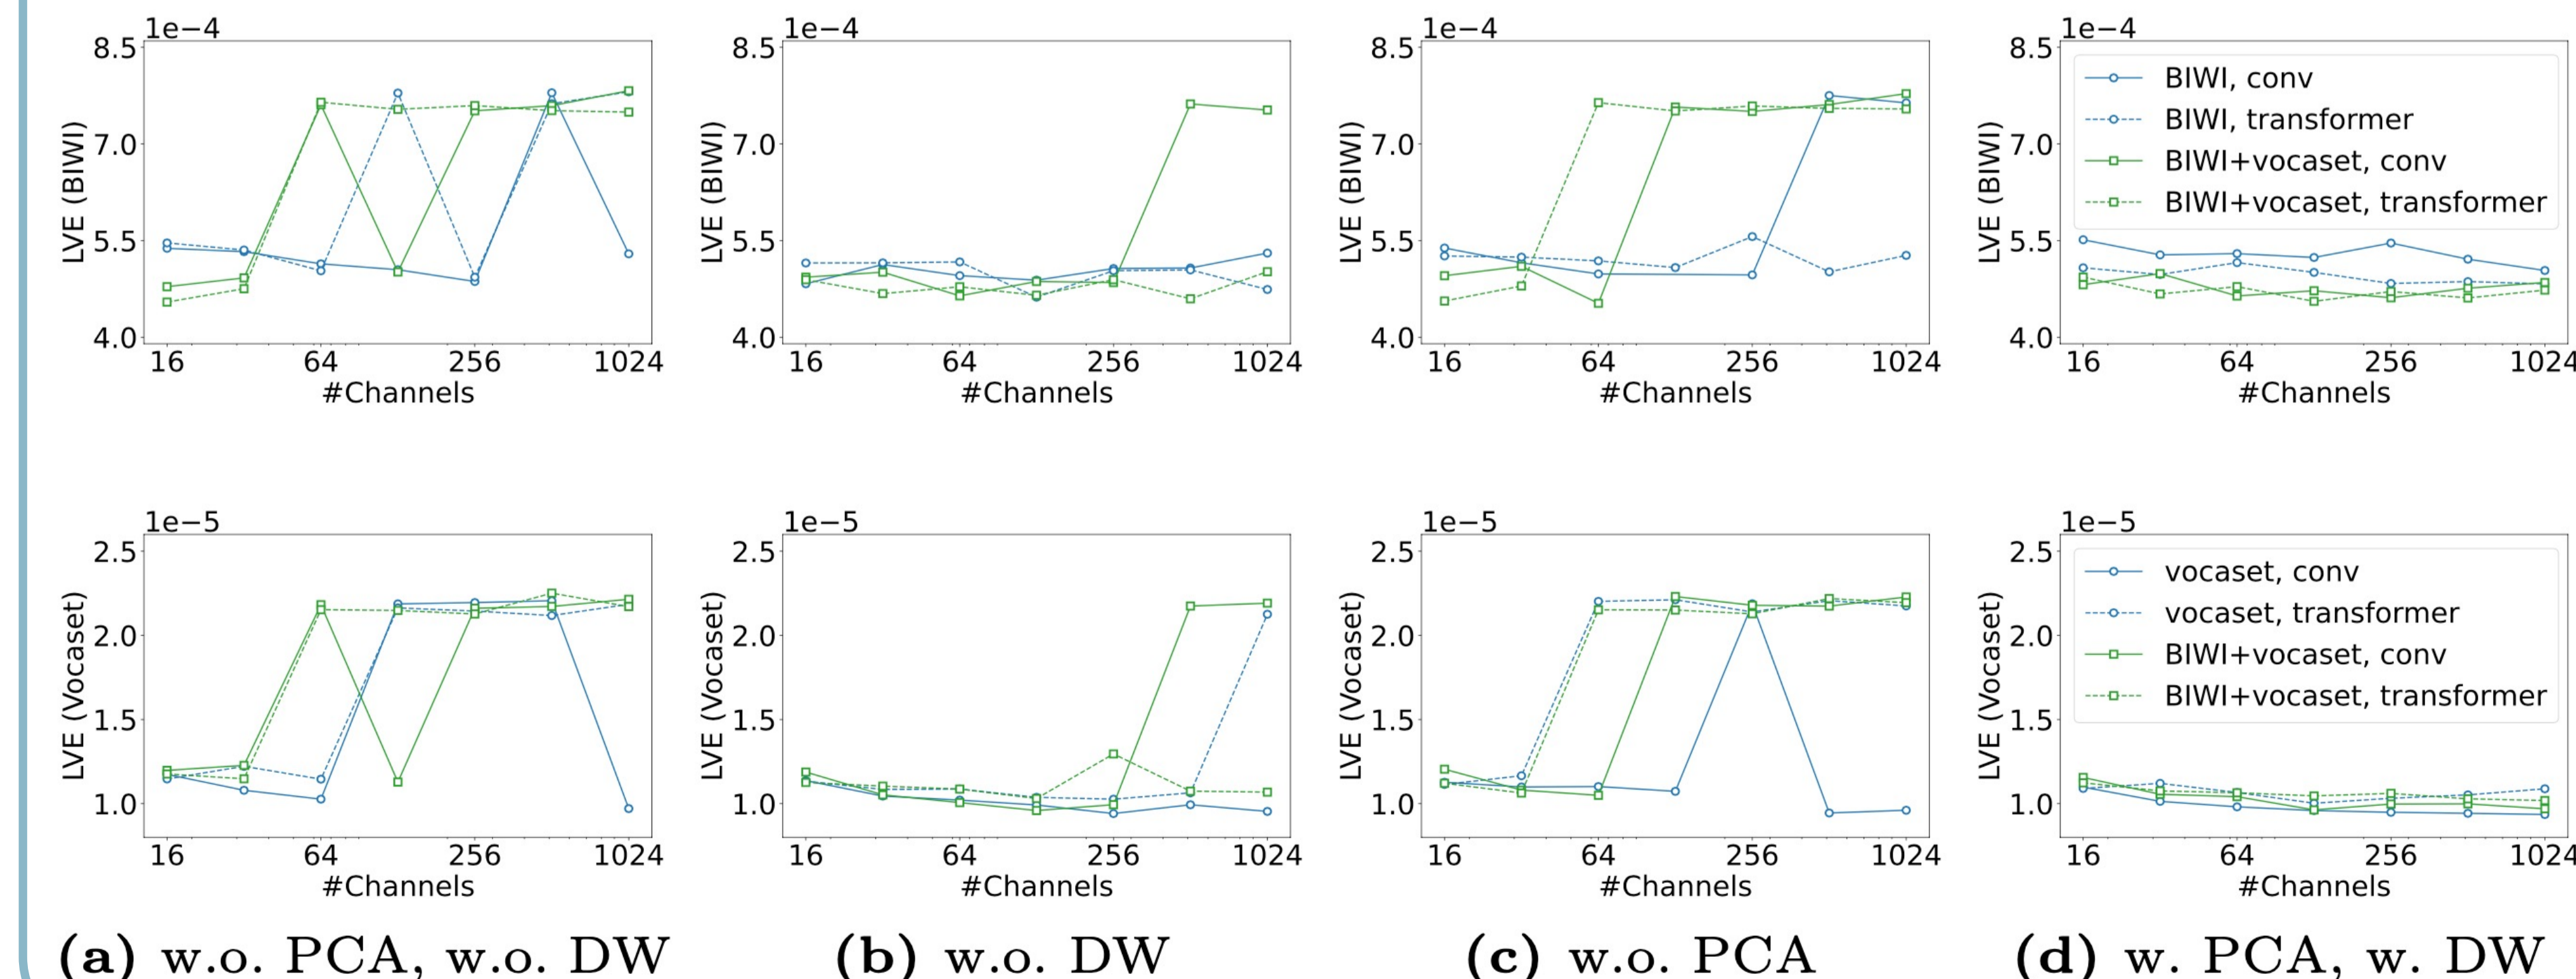 1e−4
8.5
7.0
5.5
4.0
LVE (BIWI)
16 64 256 1024
#Channels
1e−4
8.5
7.0
5.5
4.0
LVE (BIWI)
16 64 256 1024
#Channels
1e−4
8.5
7.0
5.5
4.0
LVE (BIWI)
16 64 256 1024
#Channels
1e−4
8.5
7.0
5.5
4.0
LVE (BIWI)
BIWI, conv
BIWI, transformer
BIWI+vocaset, conv
BIWI+vocaset, transformer
16 64 256 1024
#Channels
1e−5
2.5
2.0
1.5
1.0
LVE (Vocaset)
16 64 256 1024
#Channels
1e−5
2.5
2.0
1.5
1.0
LVE (Vocaset)
16 64 256 1024
#Channels
1e−5
2.5
2.0
1.5
1.0
LVE (Vocaset)
16 64 256 1024
#Channels
1e−5
2.5
2.0
1.5
1.0
LVE (Vocaset)
vocaset, conv
vocaset, transformer
BIWI+vocaset, conv
BIWI+vocaset, transformer
16 64 256 1024
#Channels
(a) w.o. PCA, w.o. DW
(b) w.o. DW
(c) w.o. PCA
(d) w. PCA, w. DW